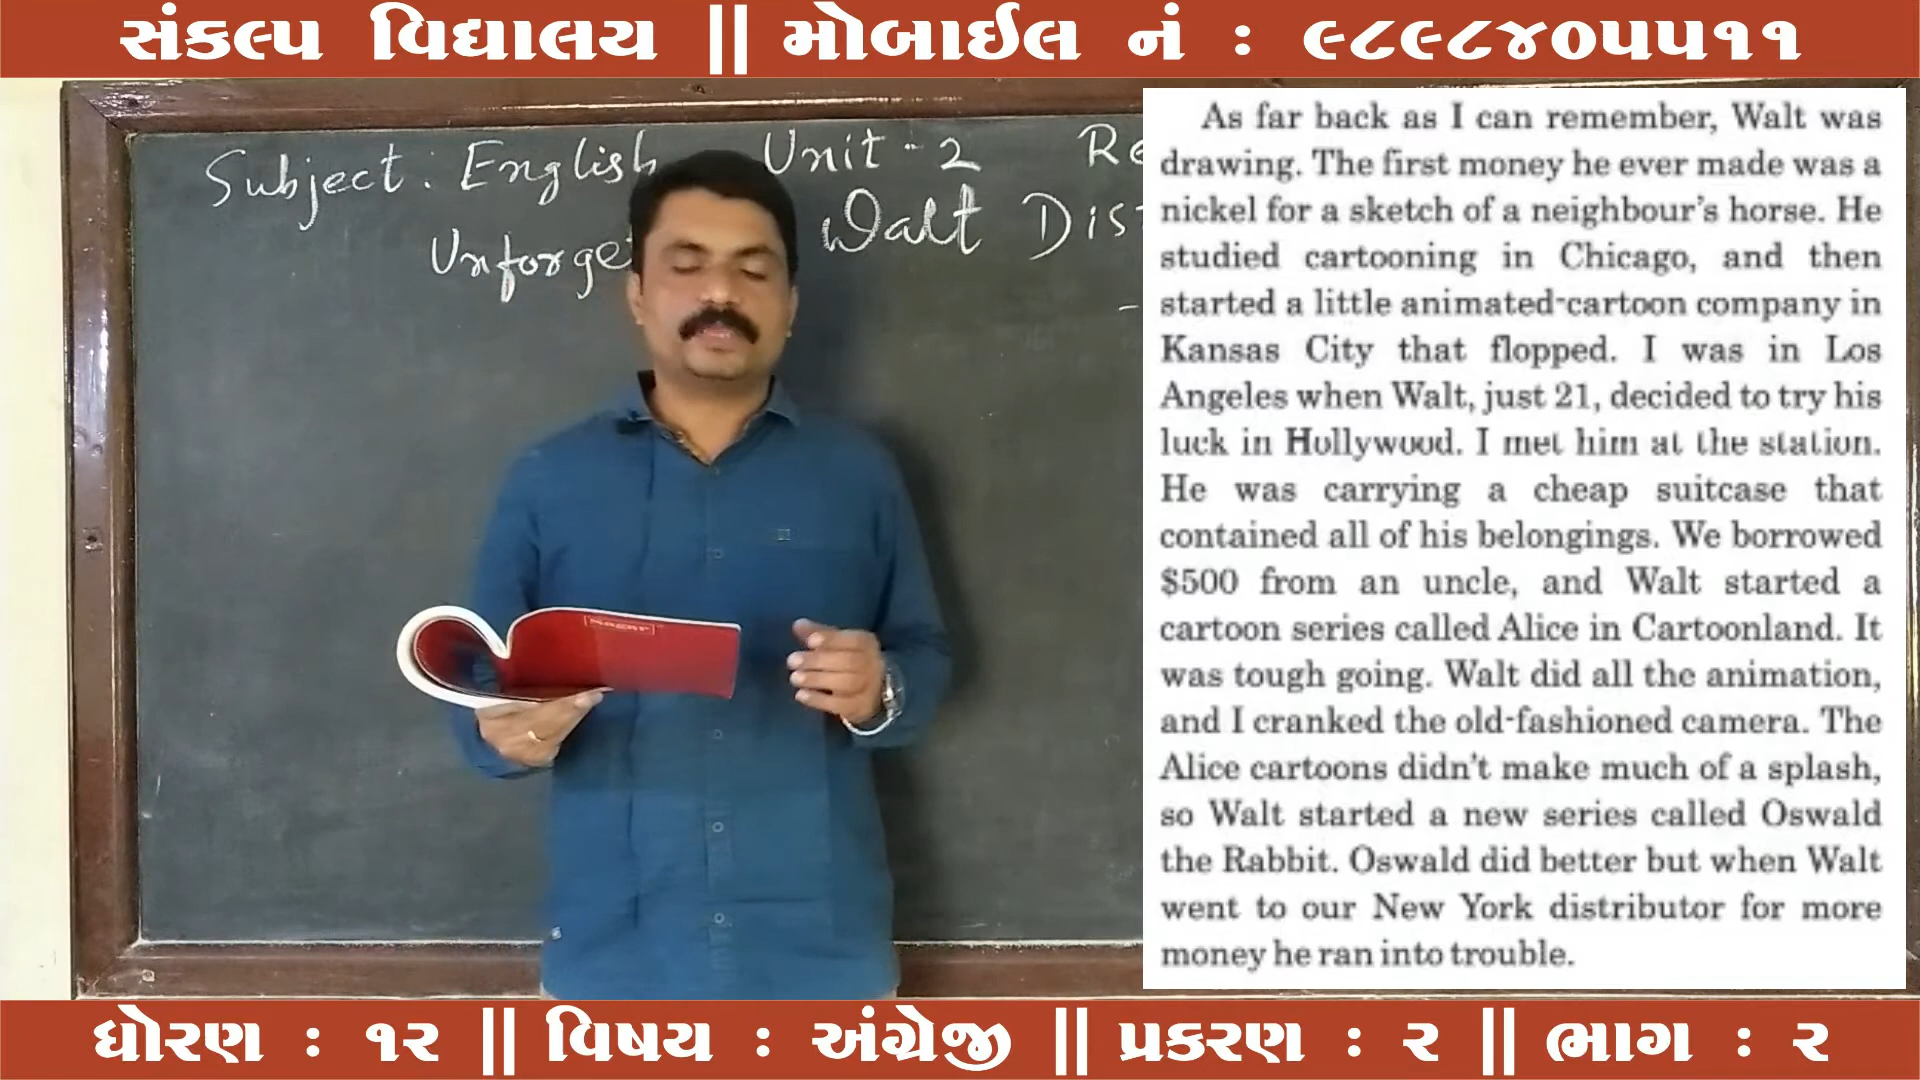 સંકલ્પ વિદ્યાલય || મોબાઈલ નં : ૯૮૯૮૪૦૫૫૧૧
Subject : English Unit - 2 Re
Unforge Walt Dis
As far back as I can remember, Walt was
drawing. The first money he ever made was a
nickel for a sketch of a neighbour's horse. He
studied cartooning in Chicago, and then
started a little animated-cartoon company in
Kansas City that flopped. I was in Los
Angeles when Walt, just 21, decided to try his
luck in Hollywood. I met him at the station.
He was carrying a cheap suitcase that
contained all of his belongings. We borrowed
$500 from an uncle, and Walt started a
cartoon series called Alice in Cartoonland. It
was tough going. Walt did all the animation,
and I cranked the old-fashioned camera. The
Alice cartoons didn't make much of a splash,
so Walt started a new series called Oswald
the Rabbit. Oswald did better but when Walt
went to our New York distributor for more
money he ran into trouble.
ધોરણ : ૧૨ || વિષય : અંગ્રેજી || પ્રકરણ : ૨ || ભાગ : ૨